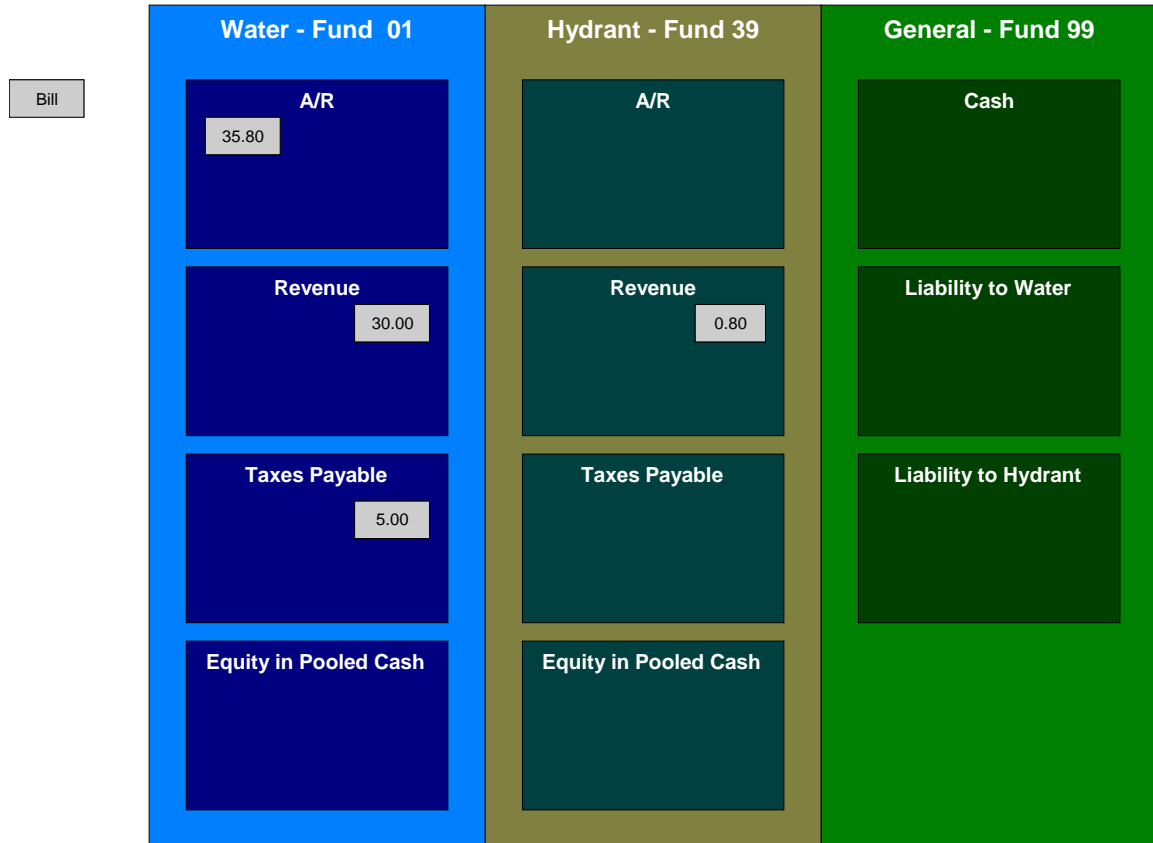 Water - Fund  01
Hydrant - Fund 39
General - Fund 99
Bill
A/R
35.80
A/R
Cash
Revenue
30.00
Revenue
0.80
Liability to Water
Taxes Payable
5.00
Taxes Payable
Liability to Hydrant
Equity in Pooled Cash
Equity in Pooled Cash